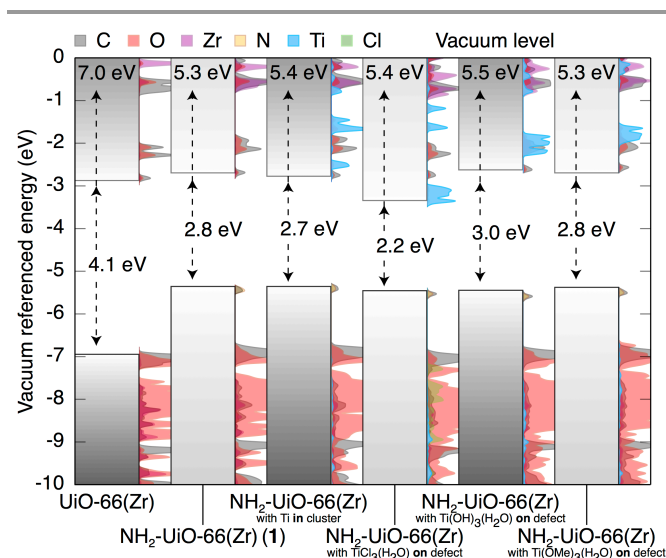 C O Zr N Ti Cl Vacuum level
0
-1
-2
-3
-4
-5
-6
-7
-8
-9
-10
Vacuum referenced energy (eV)
7.0 eV 5.3 eV 5.4 eV 5.4 eV 5.5 eV 5.3 eV
4.1 eV 2.8 eV 2.7 eV 2.2 eV 3.0 eV 2.8 eV
UiO-66(Zr) NH₂-UiO-66(Zr) NH₂-UiO-66(Zr)
with Ti in cluster with Ti(OH)₃(H₂O) on defect
NH₂-UiO-66(Zr) (1) NH₂-UiO-66(Zr) NH₂-UiO-66(Zr)
with TiCl₃(H₂O) on defect with Ti(OMe)₃(H₂O) on defect